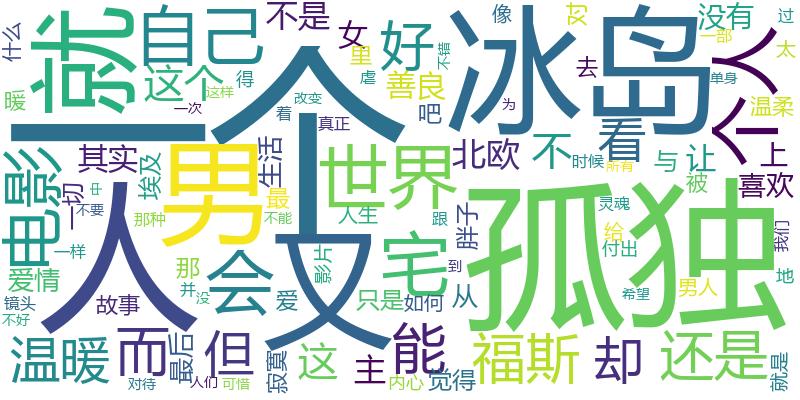 什么
就
自己
不是
女
里
好
像
对
没有
过
一部
太
这个
得
这样
暖
一次
虐
不错
善良
吧
着
改变
真正
冰岛
去
单身
为
温柔
个人
一个
电影
一切
其实
中
不要
埃及
男
生活
最
不能
世界
北欧
不
时候
看
所有
与
让
被
上
喜欢
人
又
那种
一样
人生
跟
胖子
孤独
灵魂
给
付出
我们
地
爱情
那
并
没
会
爱
影片
宅
到
只是
如何
从
希望
男人
镜头
不好
故事
温暖
而
最后
但
寂寞
这
主
能
觉得
福斯
却
还是
就是
对待
人们
可惜
内心